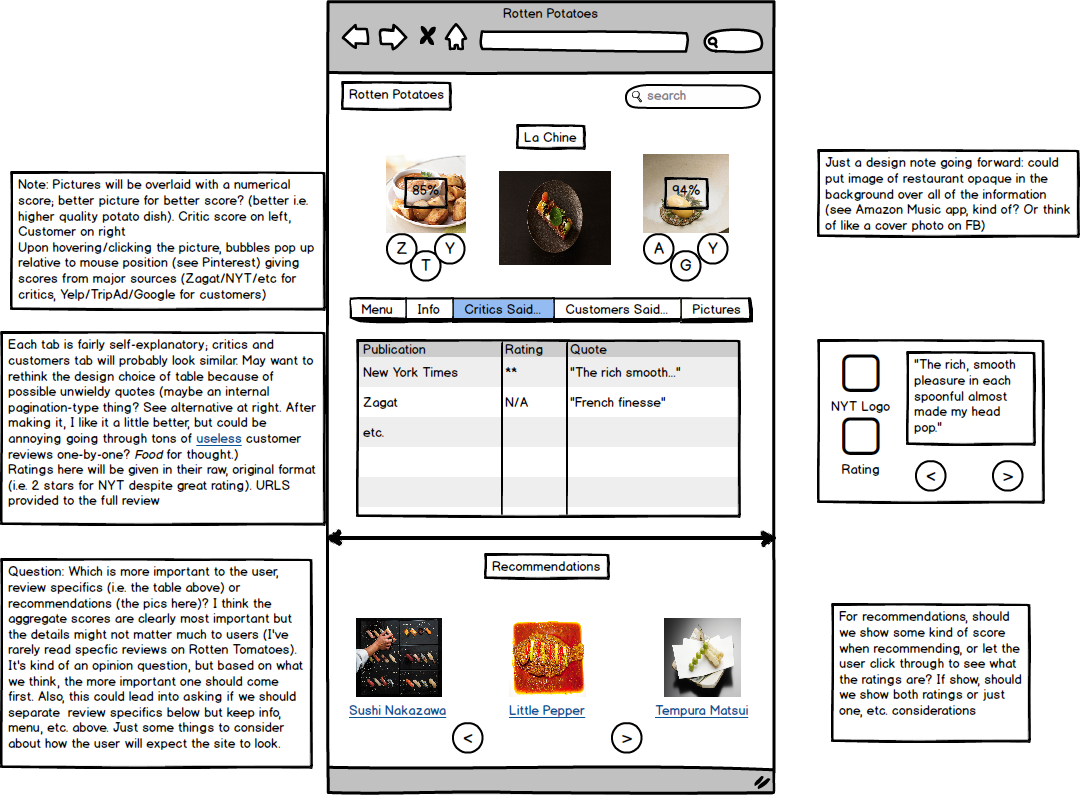 Rotten Potatoes
Rotten Potatoes
search
La Chine
85%
94%
Z
Y
T
A
Y
G
Note: Pictures will be overlaid with a numerical
score; better picture for better score? (better i.e.
higher quality potato dish). Critic score on left,
Customer on right
Upon hovering/clicking the picture, bubbles pop up
relative to mouse position (see Pinterest) giving
scores from major sources (Zagat/NYT/etc for
critics, Yelp/TripAd/Google for customers)
Just a design note going forward: could
put image of restaurant opaque in the
background over all of the information
(see Amazon Music app, kind of? Or think
of like a cover photo on FB)
Menu Info Critics Said... Customers Said... Pictures
Publication Rating Quote
New York Times ** "The rich smooth..."
Zagat N/A "French finesse"
etc.
Each tab is fairly self-explanatory; critics and
customers tab will probably look similar. May want to
rethink the design choice of table because of
possible unwieldy quotes (maybe an internal
pagination-type thing? See alternative at right. After
making it, I like it a little better, but could be
annoying going through tons of useless customer
reviews one-by-one? Food for thought.)
Ratings here will be given in their raw, original format
(i.e. 2 stars for NYT despite great rating). URLS
provided to the full review
NYT Logo
Rating
"The rich, smooth
pleasure in each
spoonful almost
made my head
pop."
< >
Question: Which is more important to the user,
review specifics (i.e. the table above) or
recommendations (the pics here)? I think the
aggregate scores are clearly most important but
the details might not matter much to users (I've
rarely read specfic reviews on Rotten Tomatoes).
It's kind of an opinion question, but based on what
we think, the more important one should come
first. Also, this could lead into asking if we should
separate review specifics below but keep info,
menu, etc. above. Just some things to consider
about how the user will expect the site to look.
Recommendations
Sushi Nakazawa Little Pepper Tempura Matsui
< >
For recommendations, should
we show some kind of score
when recommending, or let the
user click through to see what
the ratings are? If show, should
we show both ratings or just
one, etc. considerations